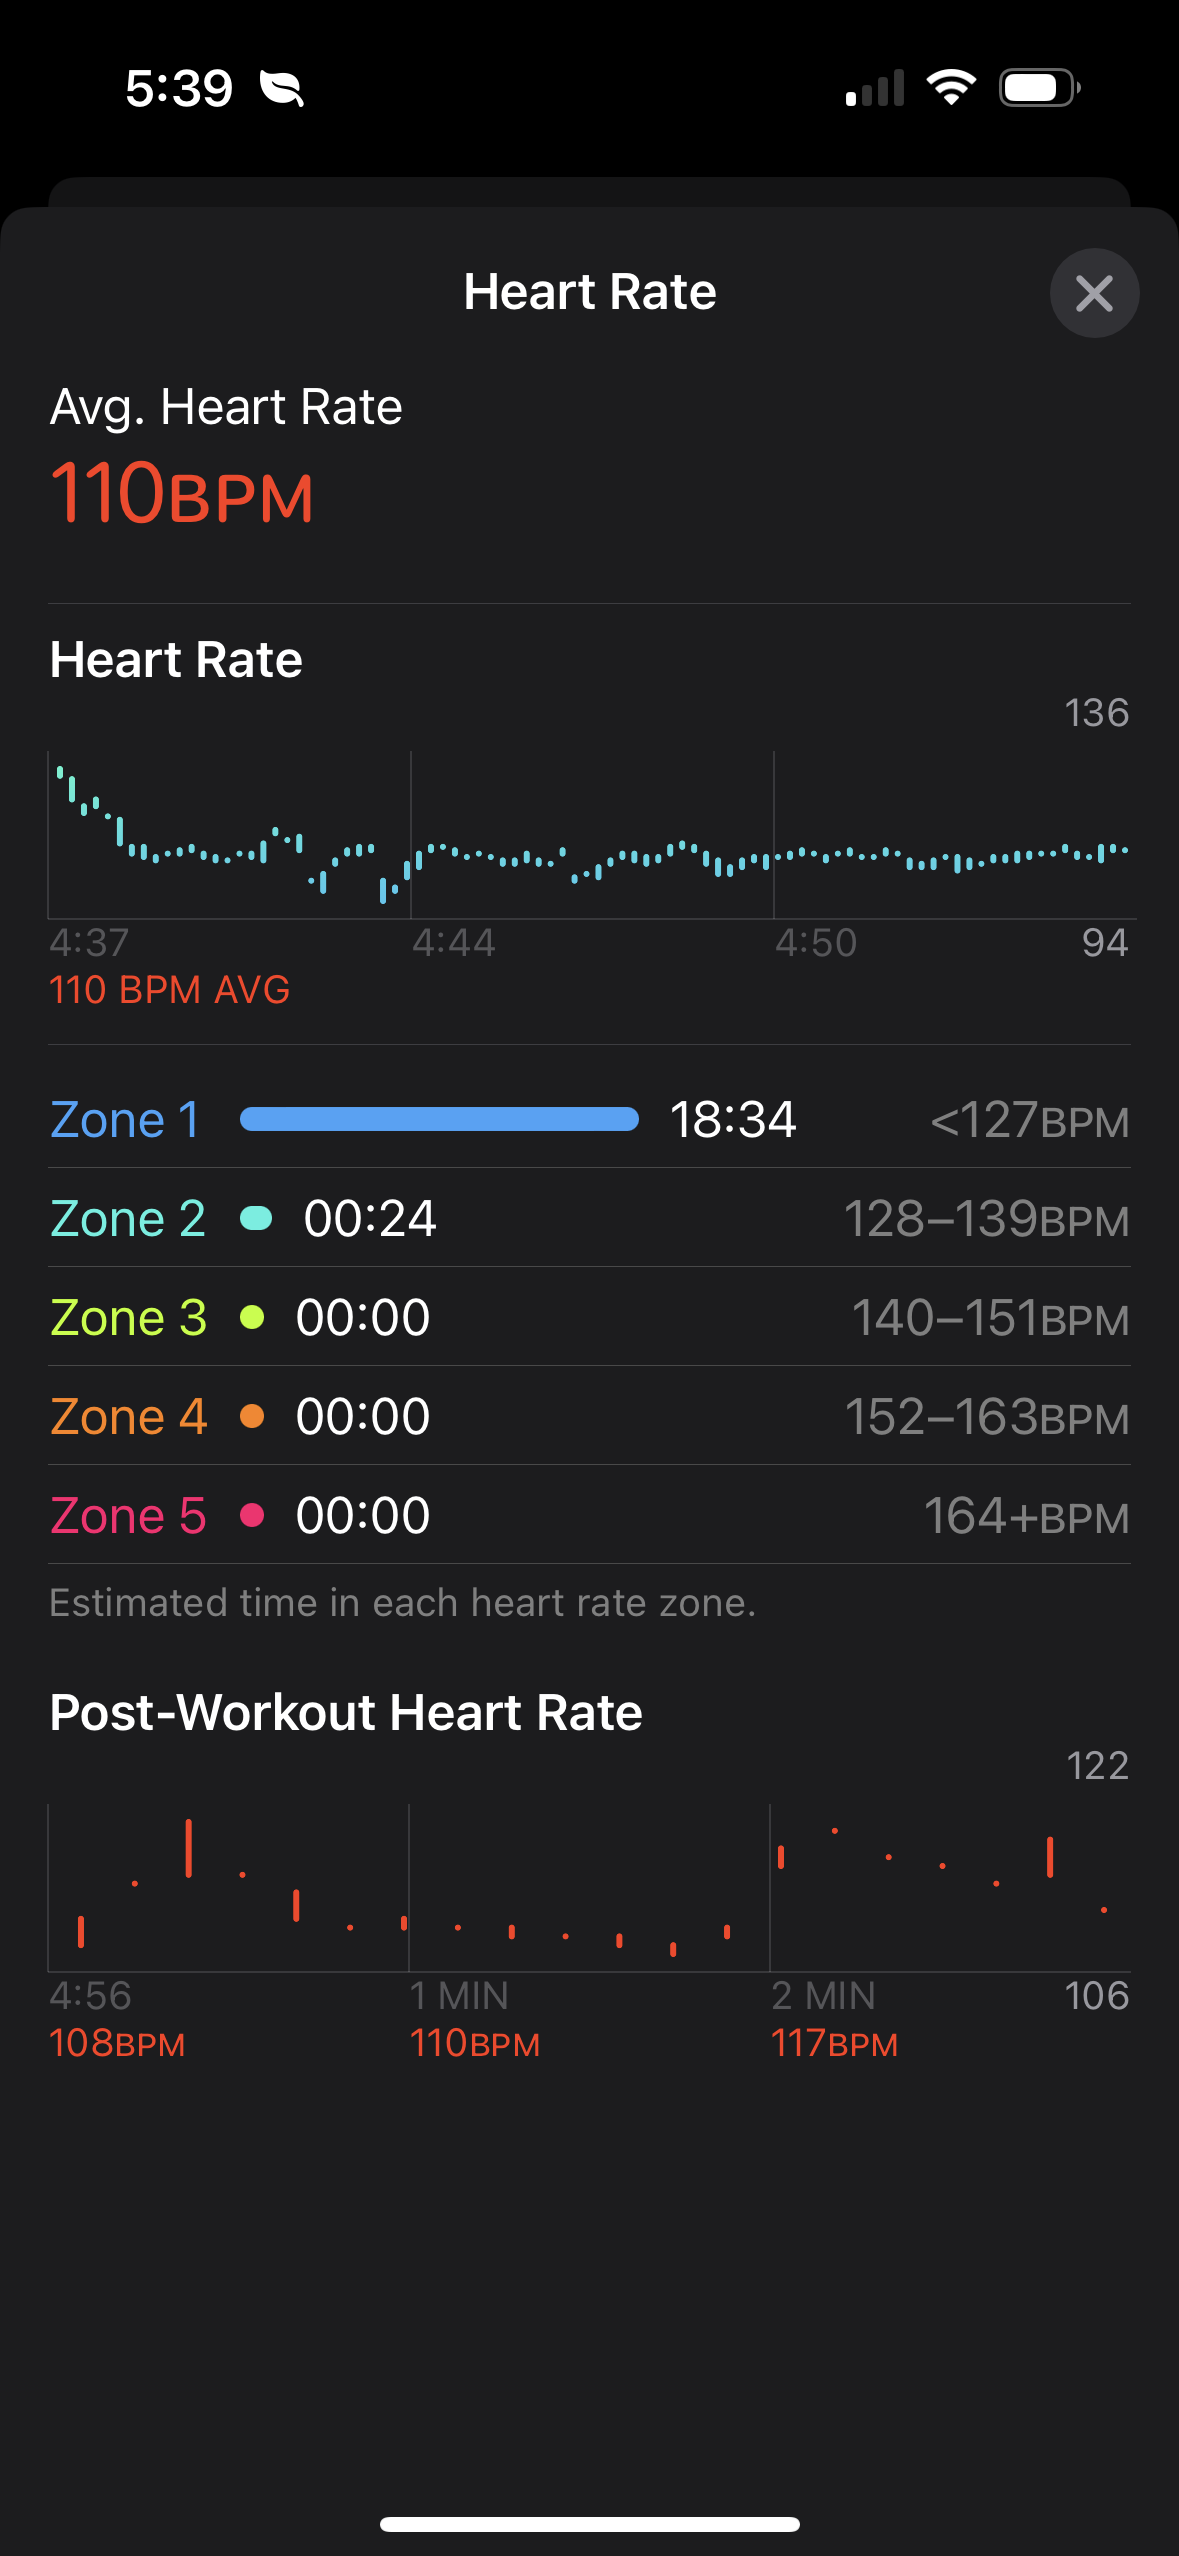 5:39
Heart Rate
Avg. Heart Rate
110BPM
Heart Rate
136
4:37 4:44 4:50 94
110 BPM AVG
Zone 1 18:34 <127BPM
Zone 2 00:24 128–139BPM
Zone 3 00:00 140–151BPM
Zone 4 00:00 152–163BPM
Zone 5 00:00 164+BPM
Estimated time in each heart rate zone.
Post-Workout Heart Rate
122
4:56 1 MIN 2 MIN 106
108BPM 110BPM 117BPM